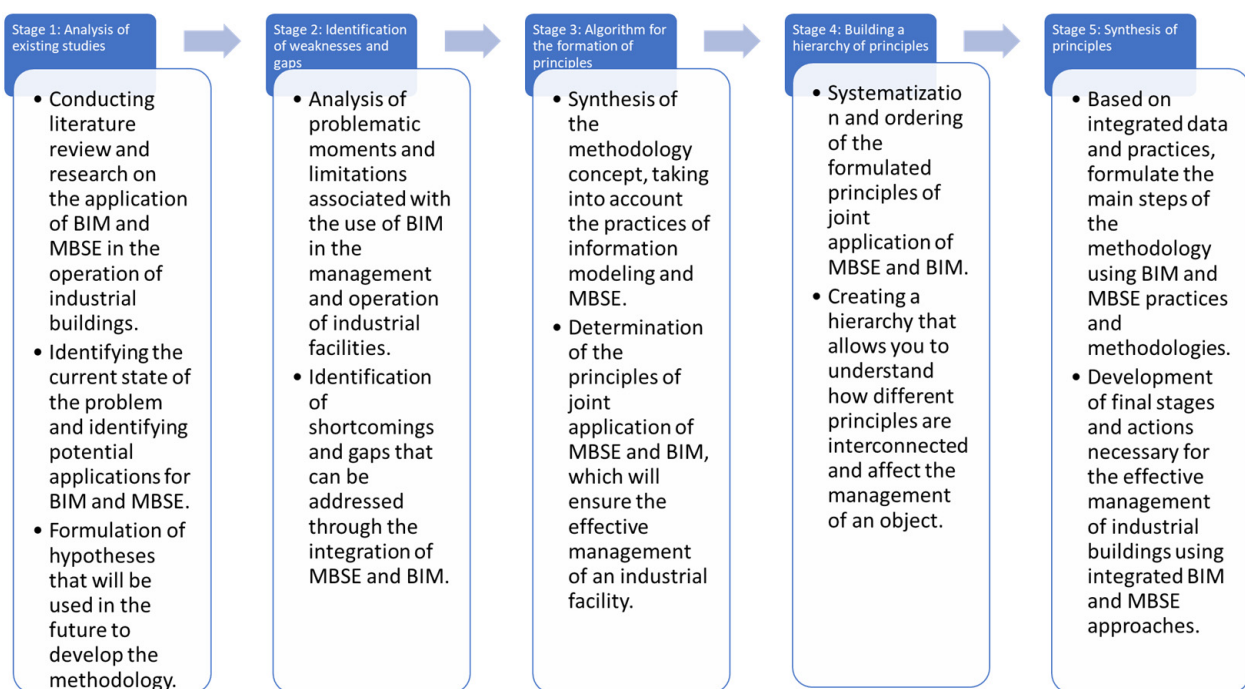 Stage 1: Analysis of
existing studies
• Conducting
literature
review and
research on
the application
of BIM and
MBSE in the
operation of
industrial
buildings.
• Identifying the
current state of
the problem
and identifying
potential
applications for
BIM and MBSE.
• Formulation of
hypotheses
that will be
used in the
future to
develop the
methodology.
Stage 2: Identification
of weaknesses and
gaps
• Analysis of
problematic
moments and
limitations
associated with
the use of BIM
in the
management
and operation
of industrial
facilities.
• Identification
of
shortcomings
and gaps that
can be
addressed
through the
integration of
MBSE and BIM.
Stage 3: Algorithm for
the formation of
principles
• Synthesis of
the
methodology
concept, taking
into account
the practices of
information
modeling and
MBSE.
• Determination
of the
principles of
joint
application of
MBSE and BIM,
which will
ensure the
effective
management
of an industrial
facility.
Stage 4: Building a
hierarchy of principles
• Systematizatio
n and ordering
of the
formulated
principles of
joint
application of
MBSE and BIM.
• Creating a
hierarchy that
allows you to
understand
how different
principles are
interconnected
and affect the
management
of an object.
Stage 5: Synthesis of
principles
• Based on
integrated data
and practices,
formulate the
main steps of
the
methodology
using BIM and
MBSE practices
and
methodologies.
• Development
of final stages
and actions
necessary for
the effective
management
of industrial
buildings using
integrated BIM
and MBSE
approaches.